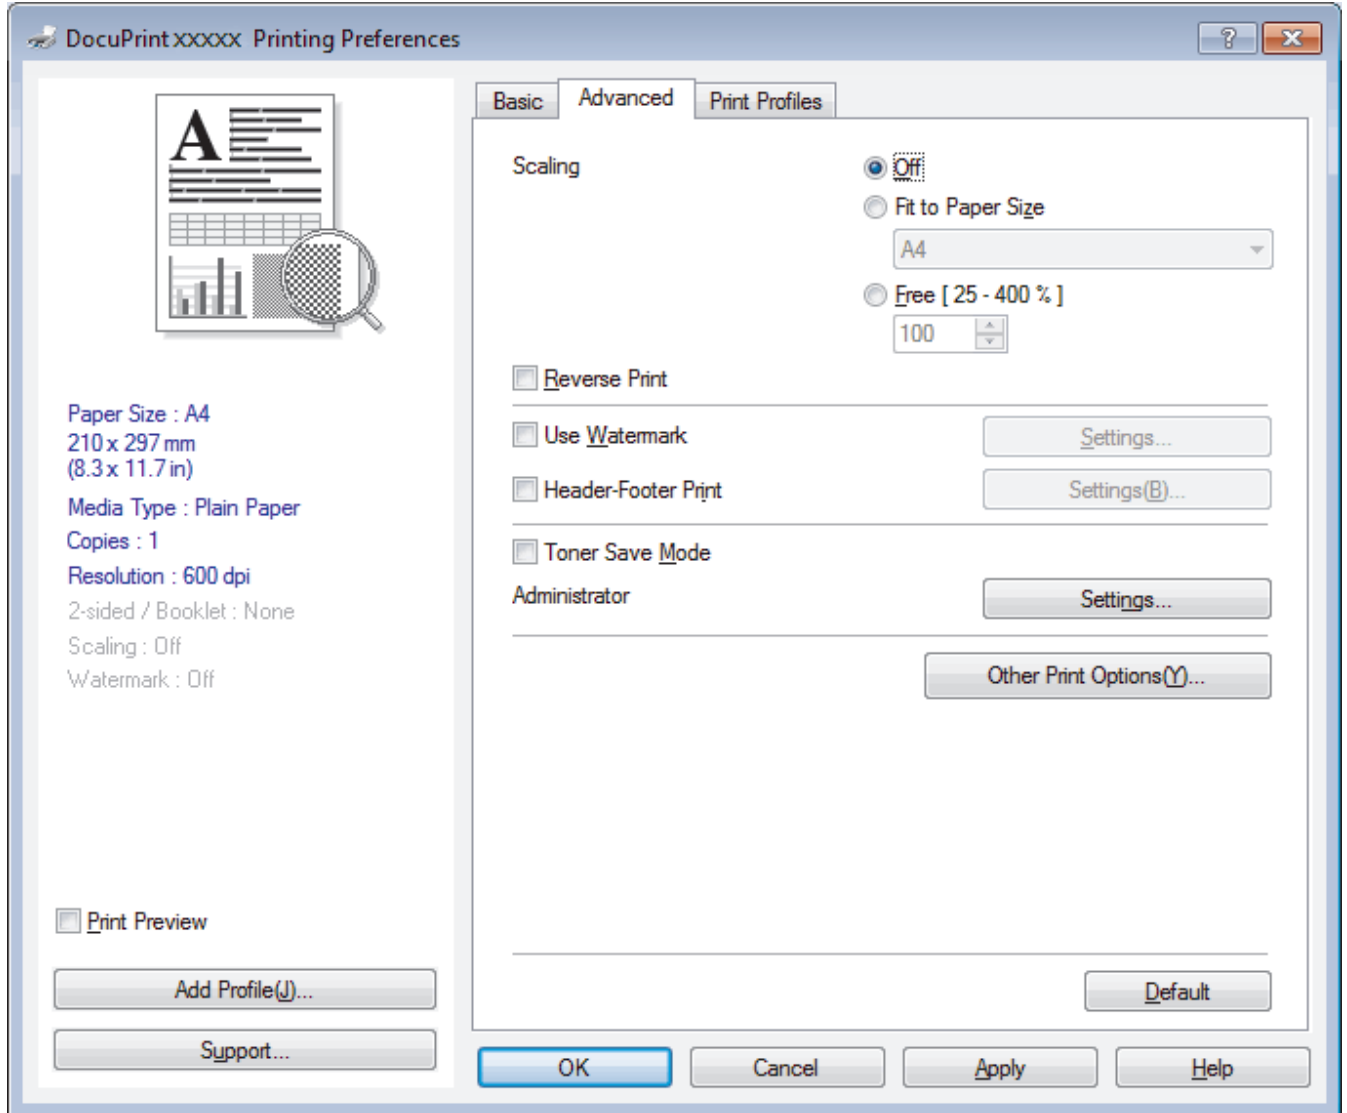 DocuPrint xxxxx Printing Preferences
?
A
Paper Size : A4
210 x 297 mm
(8.3 x 11.7 in)
Media Type : Plain Paper
Copies : 1
Resolution : 600 dpi
2-sided / Booklet : None
Scaling : Off
Watermark : Off
Print Preview
Add Profile(J)...
Support...
Basic
Advanced
Print Profiles
Scaling
Off
Fit to Paper Size
A4
Free [ 25 - 400 % ]
100
Reverse Print
Use Watermark
Settings...
Header-Footer Print
Settings(B)...
Toner Save Mode
Administrator
Settings...
Other Print Options(Y)...
Default
OK
Cancel
Apply
Help